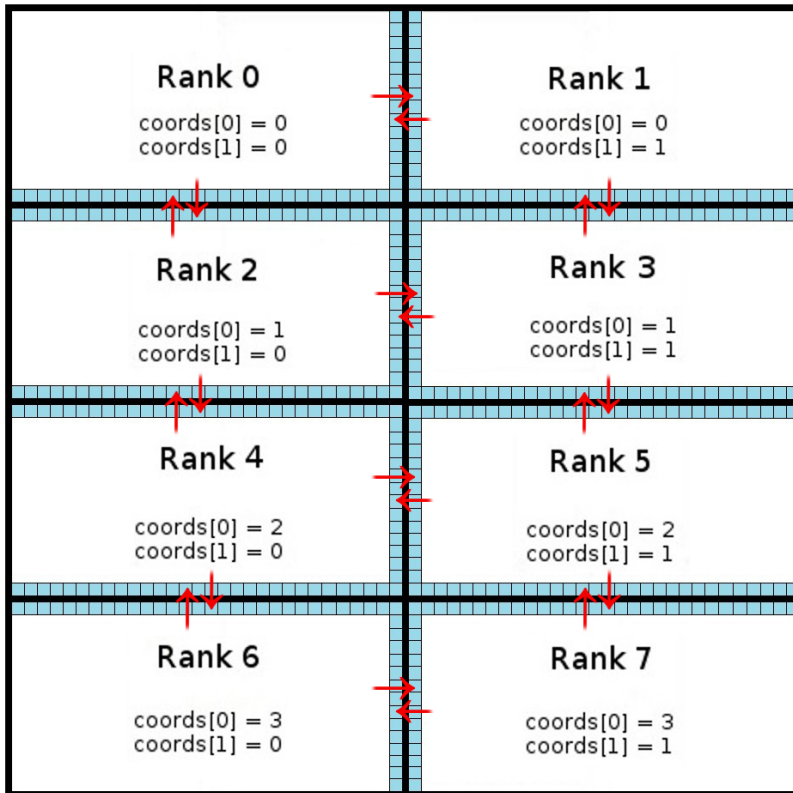 Rank 0
coords[0] = 0
coords[1] = 0
Rank 1
coords[0] = 0
coords[1] = 1
Rank 2
coords[0] = 1
coords[1] = 0
Rank 3
coords[0] = 1
coords[1] = 1
Rank 4
coords[0] = 2
coords[1] = 0
Rank 5
coords[0] = 2
coords[1] = 1
Rank 6
coords[0] = 3
coords[1] = 0
Rank 7
coords[0] = 3
coords[1] = 1